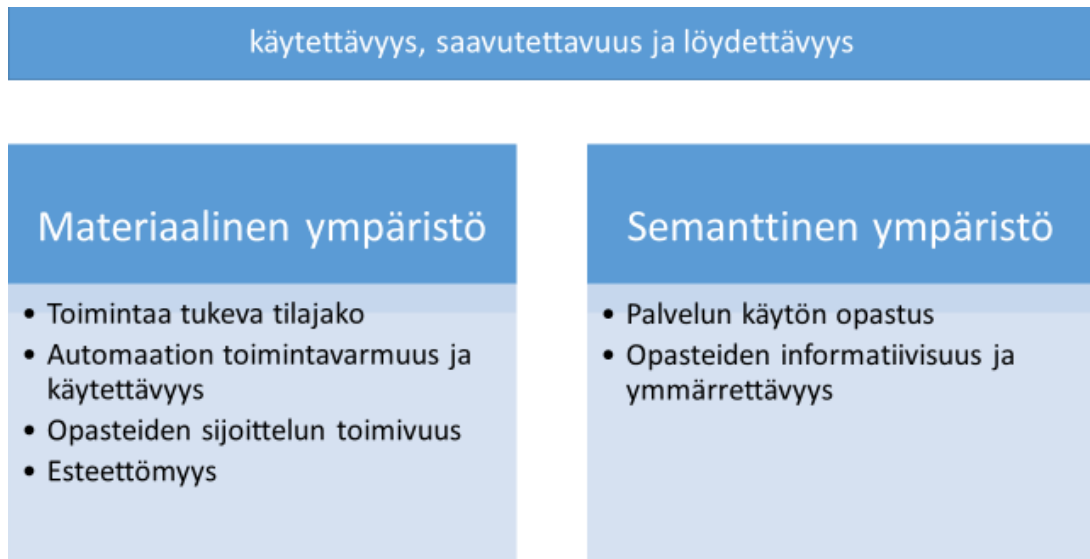 käytettävyys, saavutettavuus ja löydettävyys
Materiaalinen ympäristö
• Toimintaa tukeva tilajako
• Automaation toimintavarmuus ja
käytettävyys
• Opasteiden sijoittelun toimivuus
• Esteettömyys
Semanttinen ympäristö
• Palvelun käytön opastus
• Opasteiden informatiivisuus ja
ymmärrettävyys